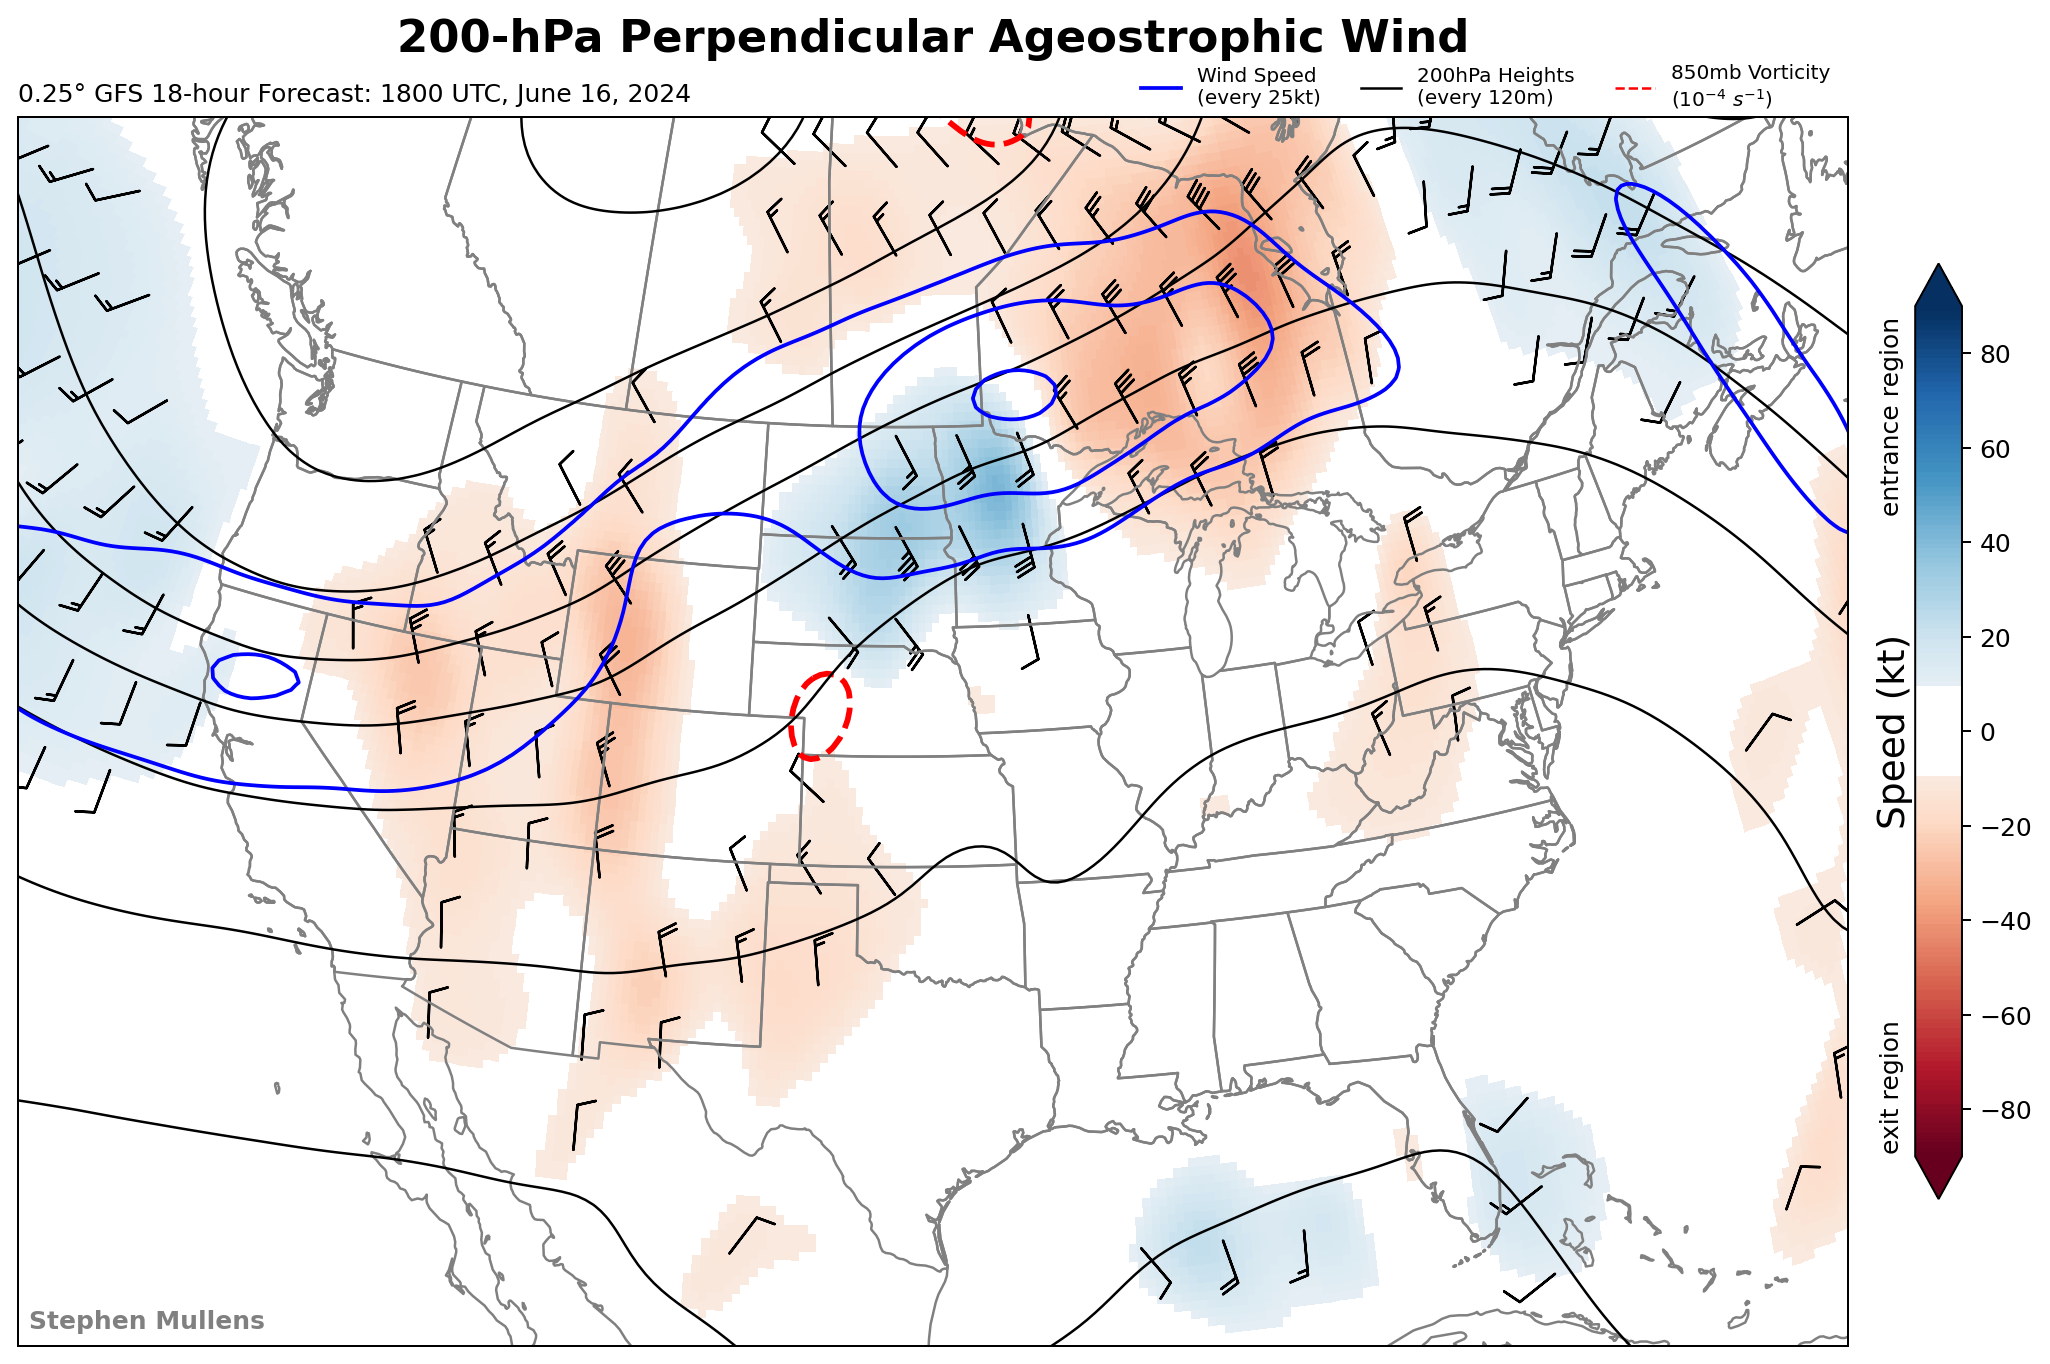 200-hPa Perpendicular Ageostrophic Wind
0.25° GFS 18-hour Forecast: 1800 UTC, June 16, 2024
Wind Speed
(every 25kt)
200hPa Heights
(every 120m)
850mb Vorticity
(10⁻⁴ s⁻¹)
entrance region
Speed (kt)
exit region
80
60
40
20
0
−20
−40
−60
−80
Stephen Mullens